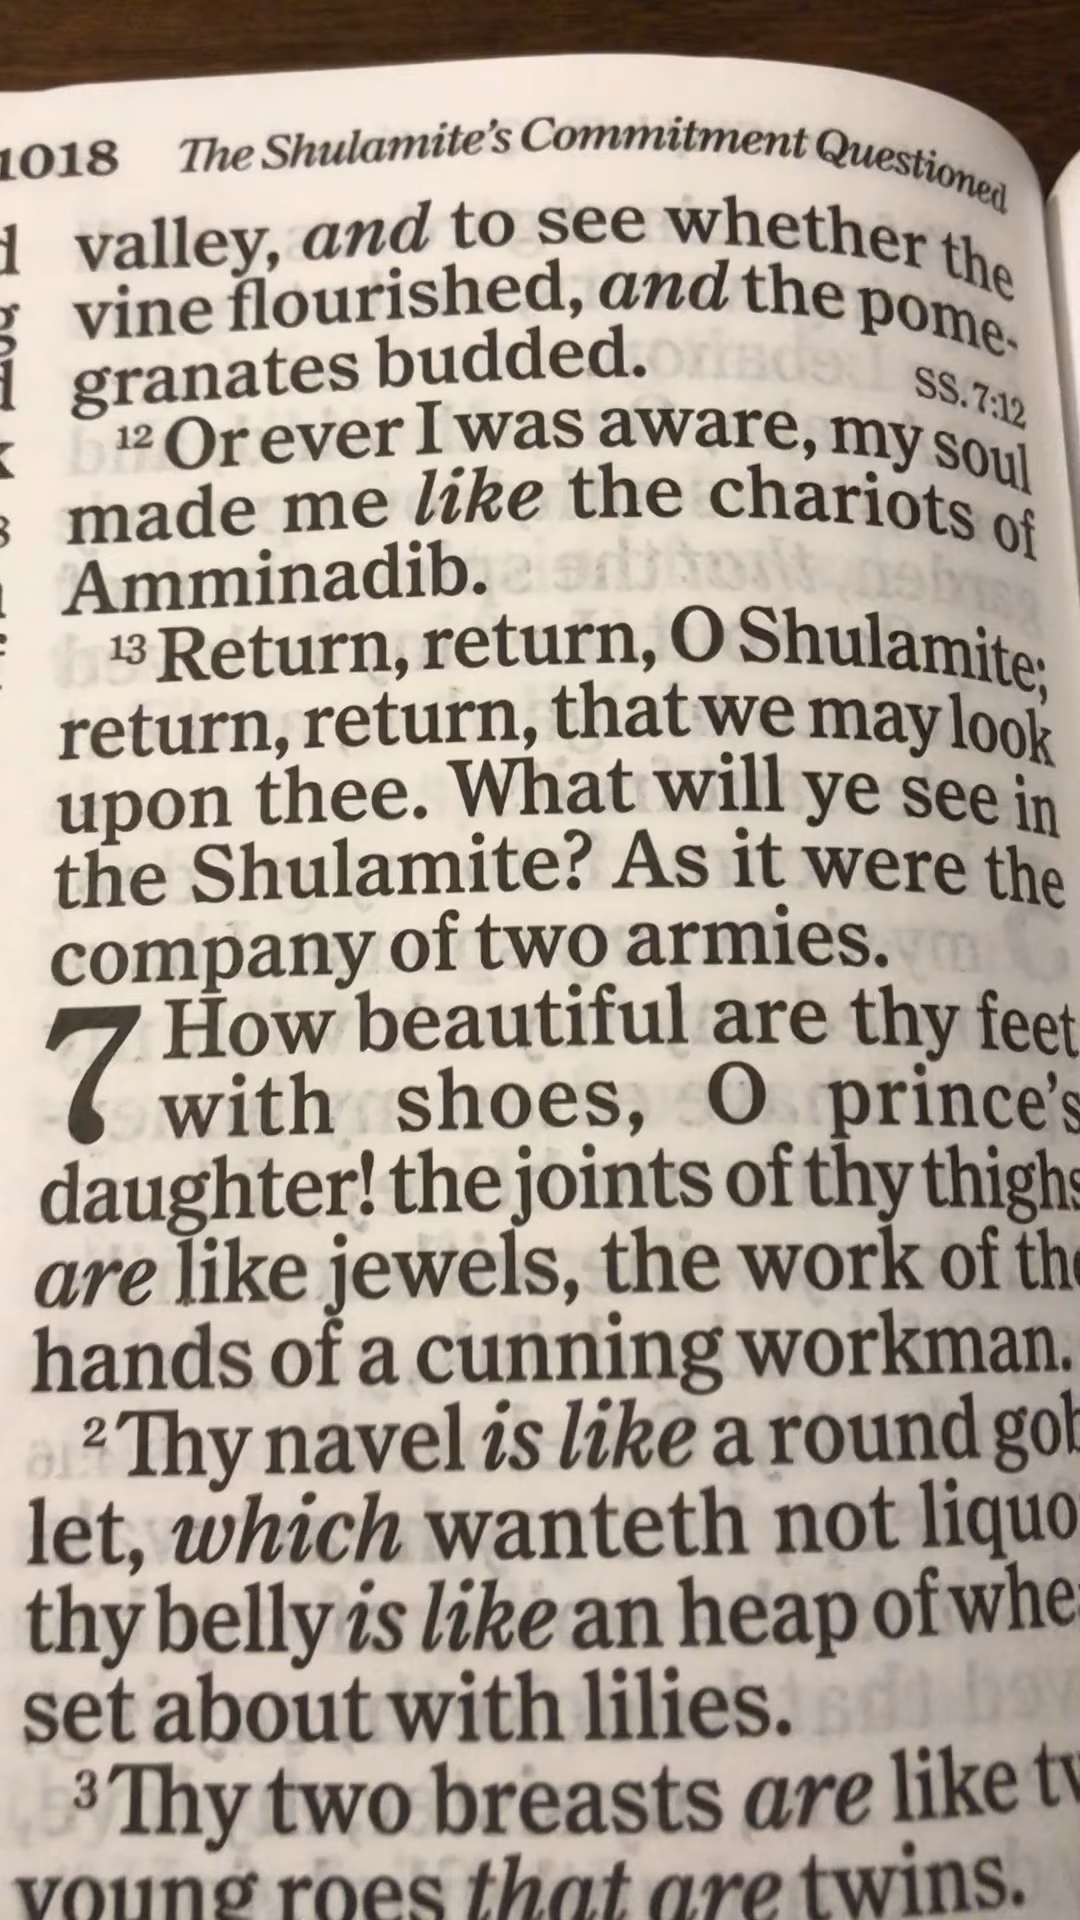 1018 The Shulamite's Commitment Questioned
valley, and to see whether the
vine flourished, and the pome-
granates budded.
SS. 7:12
12 Or ever I was aware, my soul
made me like the chariots of
Amminadib.
13 Return, return, O Shulamite;
return, return, that we may look
upon thee. What will ye see in
the Shulamite? As it were the
company of two armies.
7 How beautiful are thy feet
with shoes, O prince's
daughter! the joints of thy thighs
are like jewels, the work of the
hands of a cunning workman.
2 Thy navel is like a round gob
let, which wanteth not liquo
thy belly is like an heap of whe
set about with lilies.
3 Thy two breasts are like tw
young roes that are twins.